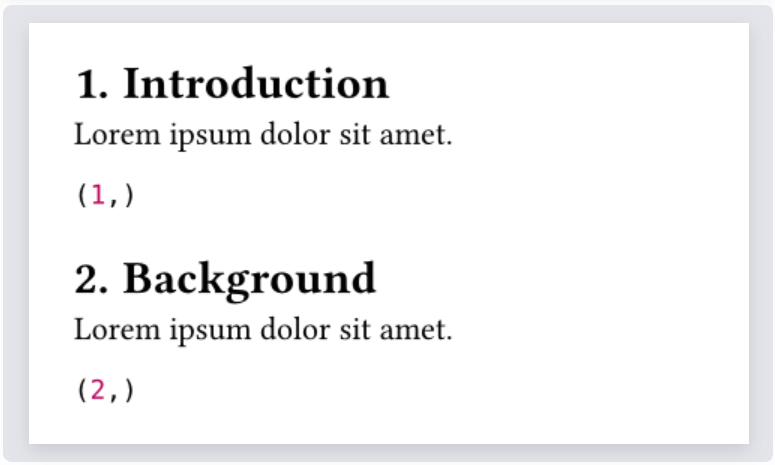 1. Introduction
Lorem ipsum dolor sit amet.
(1,)
2. Background
Lorem ipsum dolor sit amet.
(2,)